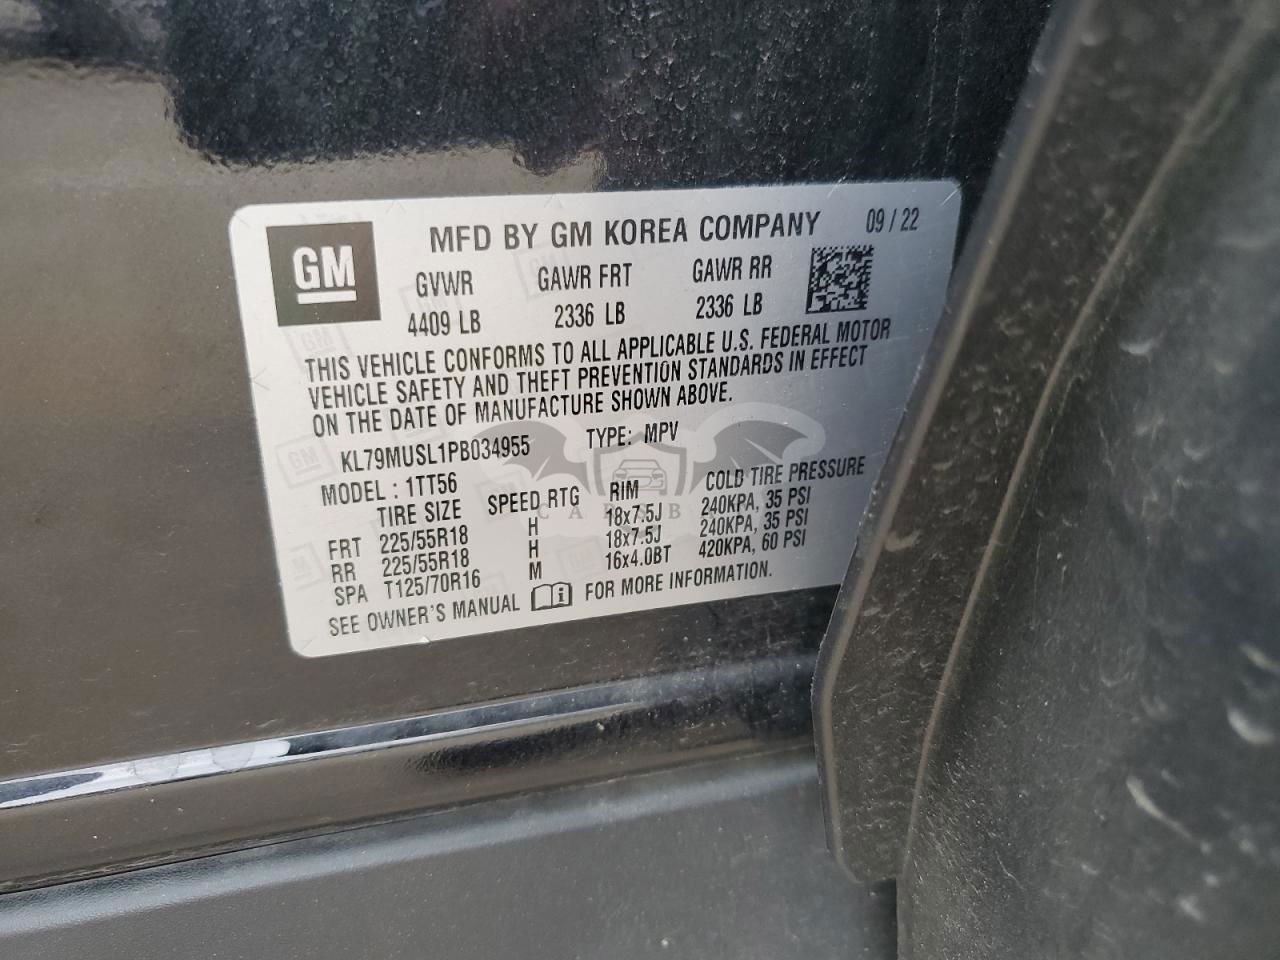 GM MFD BY GM KOREA COMPANY 09 / 22
GVWR GAWR FRT GAWR RR
4409 LB 2336 LB 2336 LB
THIS VEHICLE CONFORMS TO ALL APPLICABLE U.S. FEDERAL MOTOR
VEHICLE SAFETY AND THEFT PREVENTION STANDARDS IN EFFECT
ON THE DATE OF MANUFACTURE SHOWN ABOVE.
KL79MUSL1PB034955 TYPE: MPV
MODEL : 1TT56
TIRE SIZE SPEED RTG RIM COLD TIRE PRESSURE
FRT 225/55R18 H 18x7.5J 240KPA, 35 PSI
RR 225/55R18 H 18x7.5J 240KPA, 35 PSI
SPA T125/70R16 M 16x4.0BT 420KPA, 60 PSI
SEE OWNER'S MANUAL FOR MORE INFORMATION.